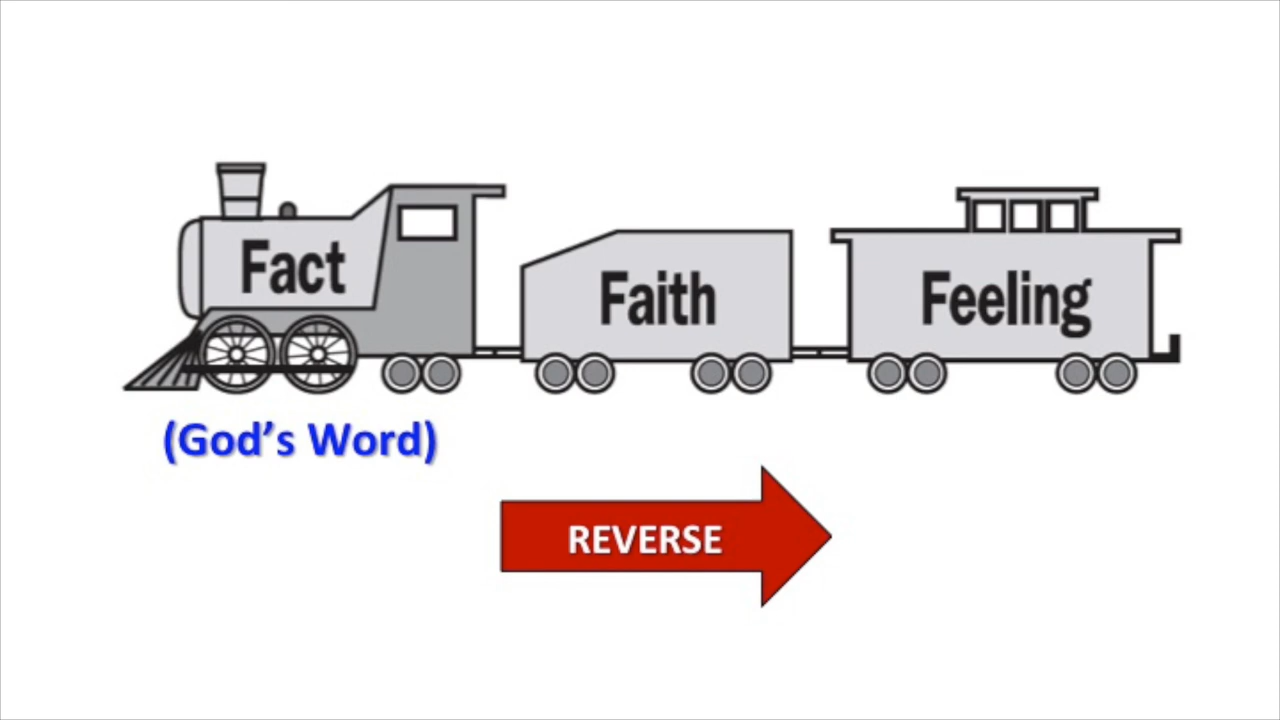 Fact
Faith
Feeling
(God’s Word)
REVERSE